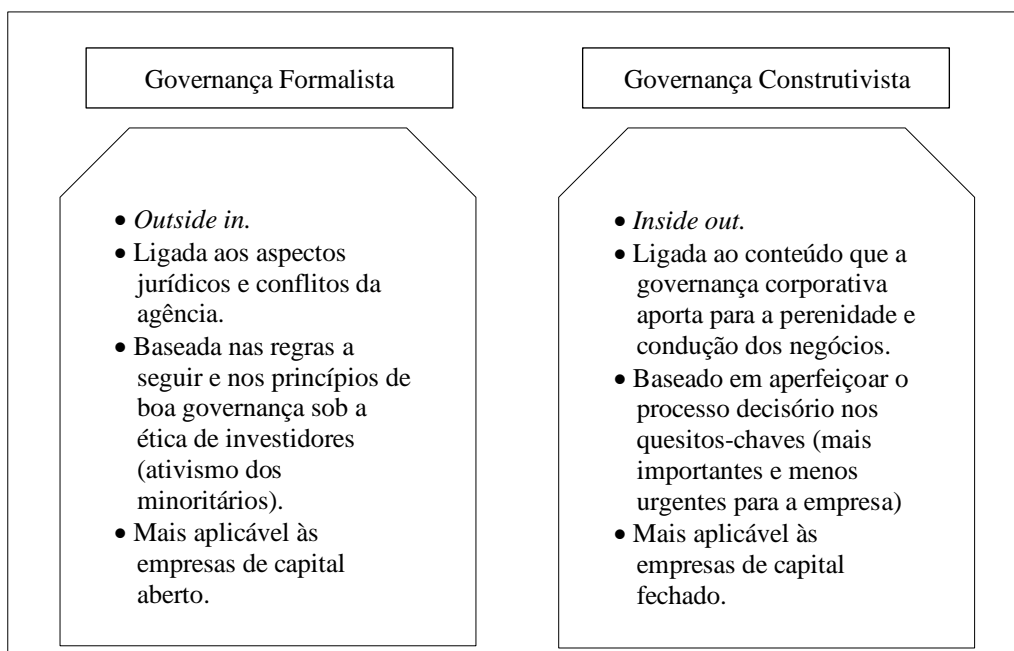 Governança Formalista
• Outside in.
• Ligada aos aspectos
jurídicos e conflitos da
agência.
• Baseada nas regras a
seguir e nos princípios de
boa governança sob a
ética de investidores
(ativismo dos
minoritários).
• Mais aplicável às
empresas de capital
aberto.
Governança Construtivista
• Inside out.
• Ligada ao conteúdo que a
governança corporativa
aporta para a perenidade e
condução dos negócios.
• Baseado em aperfeiçoar o
processo decisório nos
quesitos-chaves (mais
importantes e menos
urgentes para a empresa)
• Mais aplicável às
empresas de capital
fechado.